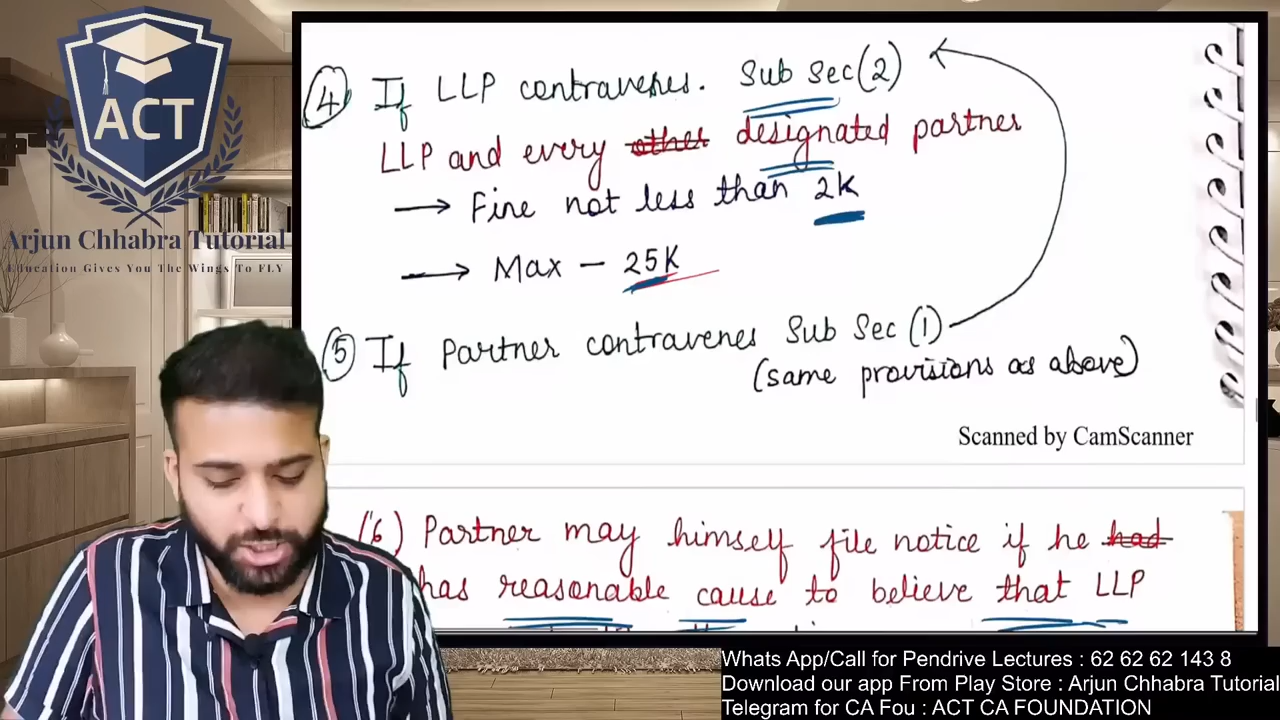 ACT
Arjun Chhabra Tutorial
Education Gives You The Wings To FLY
(4) If LLP contravenes. Sub Sec(2)
LLP and every other designated partner
→ Fine not less than 2K
→ Max - 25K
(5) If Partner contravenes Sub Sec (1)
(same provisions as above)
Scanned by CamScanner
(6) Partner may himself file notice if he had
has reasonable cause to believe that LLP
Whats App/Call for Pendrive Lectures : 62 62 62 143 8
Download our app From Play Store : Arjun Chhabra Tutorial
Telegram for CA Fou : ACT CA FOUNDATION